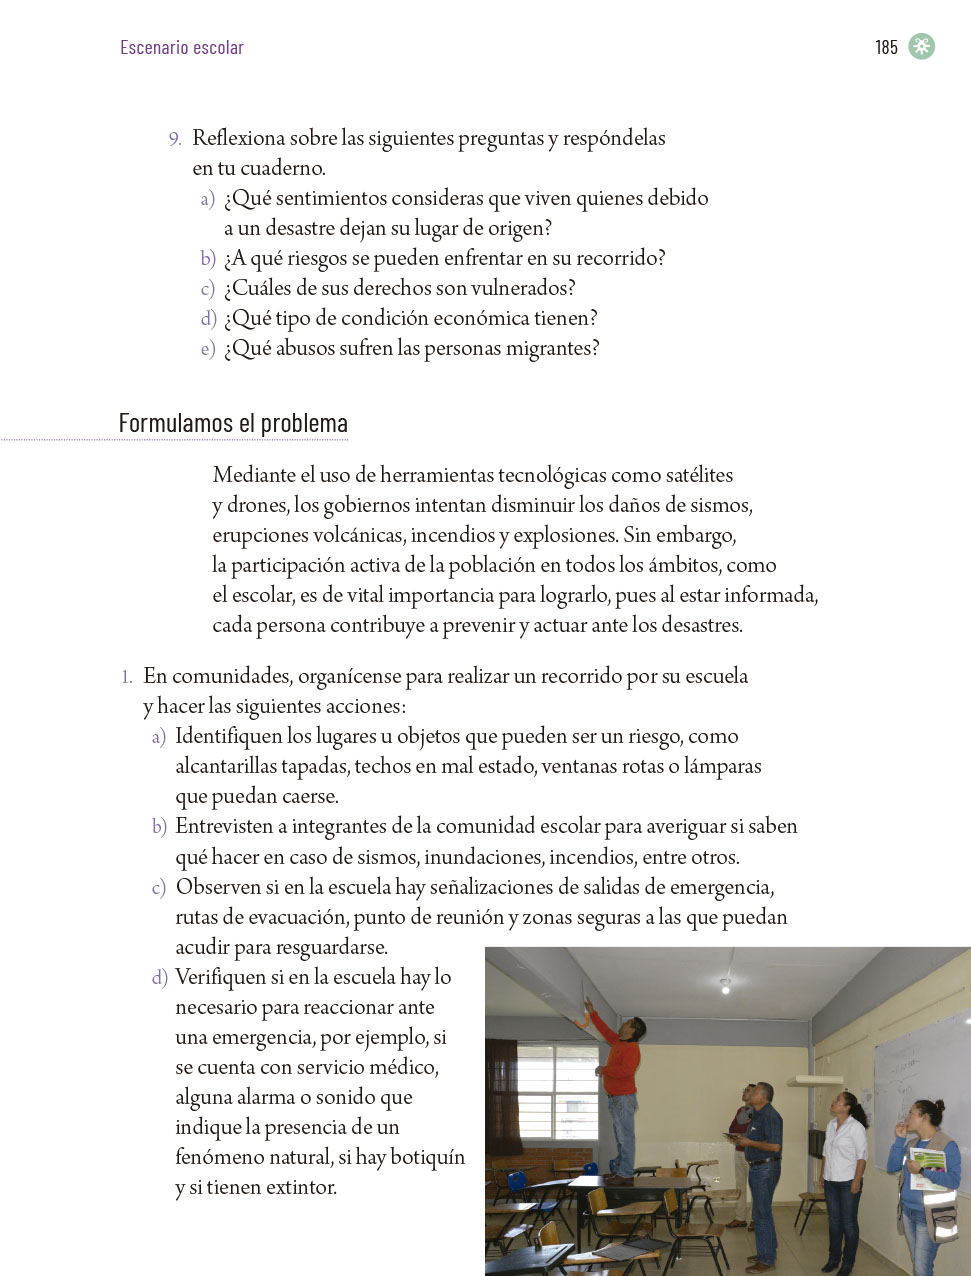 Escenario escolar
185
9. Reflexiona sobre las siguientes preguntas y respóndelas
en tu cuaderno.
a) ¿Qué sentimientos consideras que viven quienes debido
a un desastre dejan su lugar de origen?
b) ¿A qué riesgos se pueden enfrentar en su recorrido?
c) ¿Cuáles de sus derechos son vulnerados?
d) ¿Qué tipo de condición económica tienen?
e) ¿Qué abusos sufren las personas migrantes?
Formulamos el problema
Mediante el uso de herramientas tecnológicas como satélites
y drones, los gobiernos intentan disminuir los daños de sismos,
erupciones volcánicas, incendios y explosiones. Sin embargo,
la participación activa de la población en todos los ámbitos, como
el escolar, es de vital importancia para lograrlo, pues al estar informada,
cada persona contribuye a prevenir y actuar ante los desastres.
1. En comunidades, organícense para realizar un recorrido por su escuela
y hacer las siguientes acciones:
a) Identifiquen los lugares u objetos que pueden ser un riesgo, como
alcantarillas tapadas, techos en mal estado, ventanas rotas o lámparas
que puedan caerse.
b) Entrevisten a integrantes de la comunidad escolar para averiguar si saben
qué hacer en caso de sismos, inundaciones, incendios, entre otros.
c) Observen si en la escuela hay señalizaciones de salidas de emergencia,
rutas de evacuación, punto de reunión y zonas seguras a las que puedan
acudir para resguardarse.
d) Verifiquen si en la escuela hay lo
necesario para reaccionar ante
una emergencia, por ejemplo, si
se cuenta con servicio médico,
alguna alarma o sonido que
indique la presencia de un
fenómeno natural, si hay botiquín
y si tienen extintor.